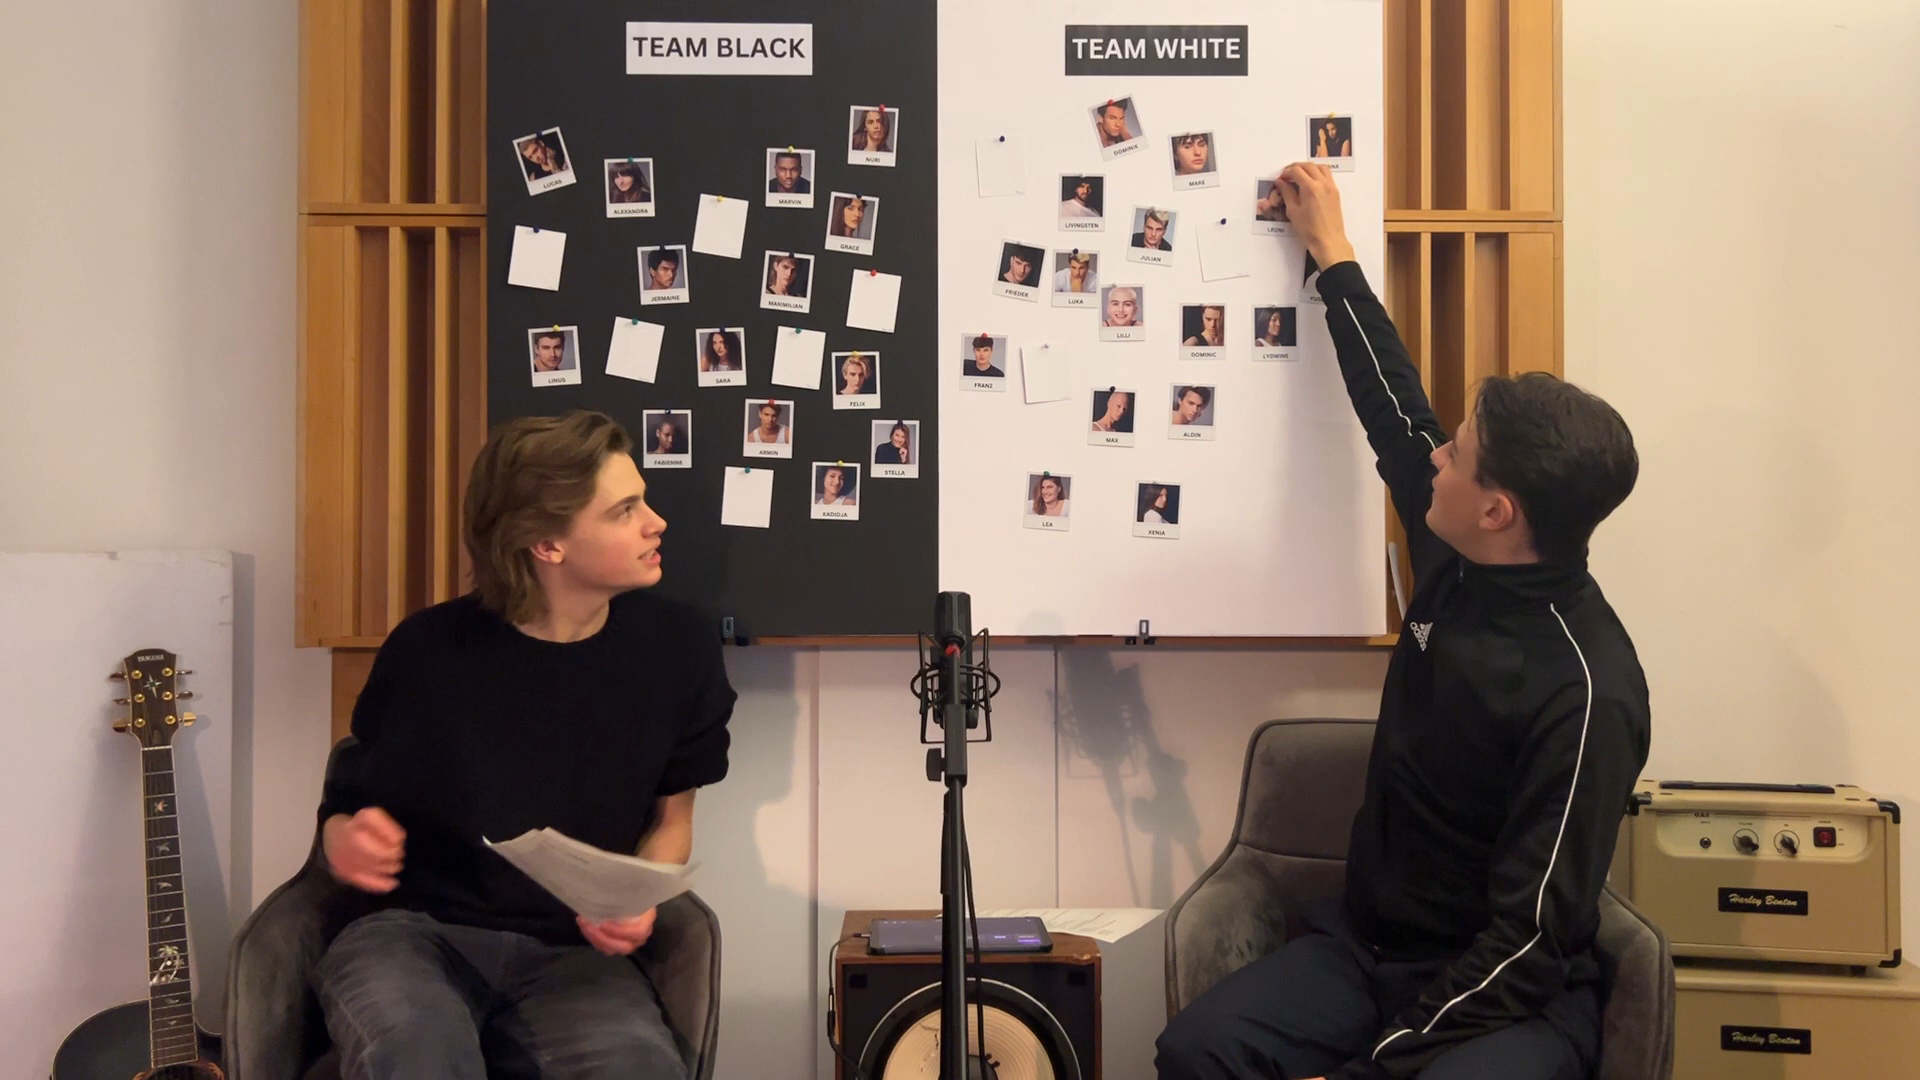 TEAM BLACK
TEAM WHITE
NURI
LUCAS
ALEXANDRA
MARVIN
GRACE
JERMAINE
MAXIMILIAN
LINUS
SARA
FELIX
FABIENNE
ARMIN
STELLA
KADIDJA
DOMINIK
MARE
LIVINGSTEN
JULIAN
LEONI
FRIEDER
LUKA
LILLI
DOMINIC
LYDWINE
FRANZ
MAX
ALDIN
LEA
XENIA
YAMAHA
adidas
Harley Benton
Harley Benton